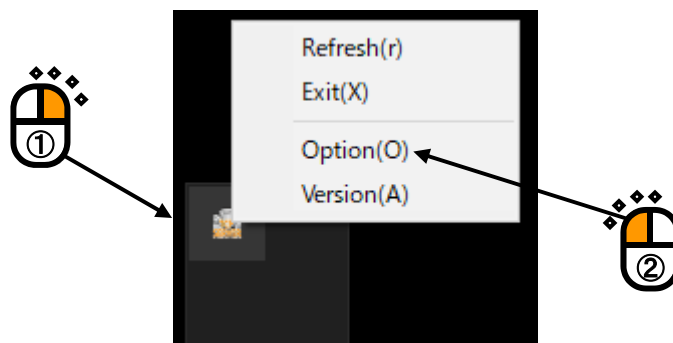 Refresh(r)
Exit(X)
①
Option(O)
Version(A)
②